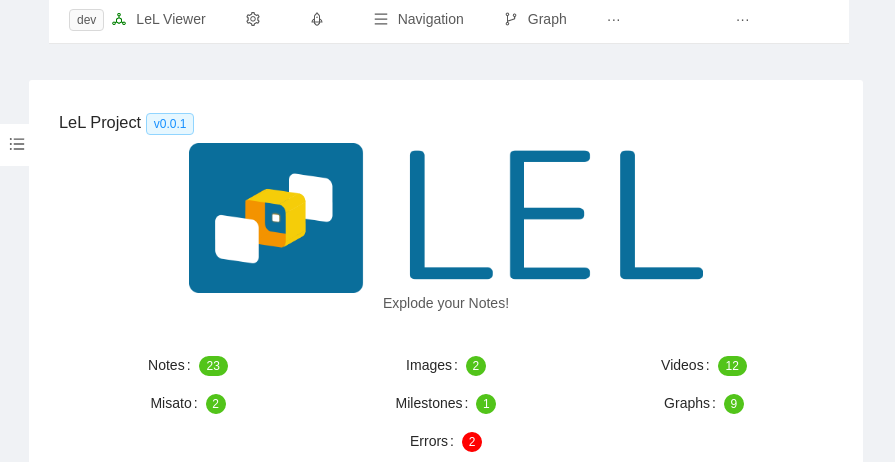 dev LeL Viewer Navigation Graph ··· ···
LeL Project v0.0.1
LEL
Explode your Notes!
Notes: 23 Images: 2 Videos: 12
Misato: 2 Milestones: 1 Graphs: 9
Errors: 2